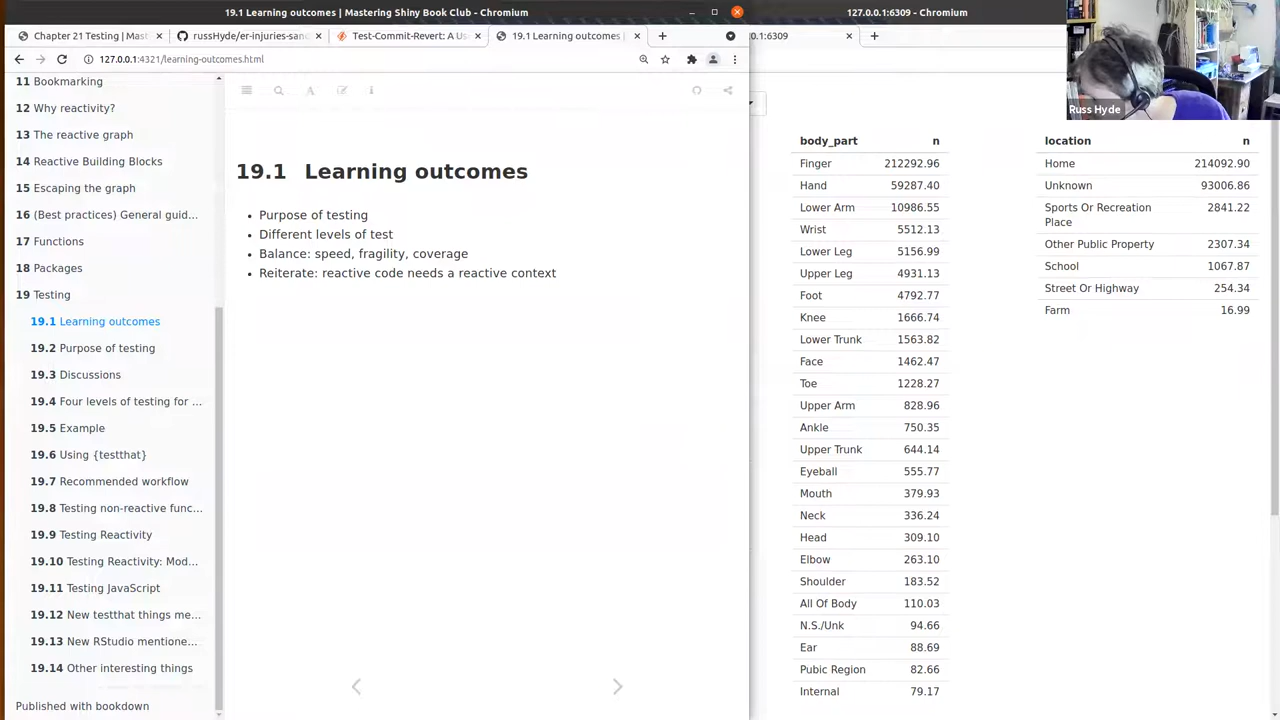 19.1 Learning outcomes | Mastering Shiny Book Club - Chromium
127.0.0.1:6309 - Chromium
Chapter 21 Testing | Mast
russHyde/er-injuries-sand
Test-Commit-Revert: A Us
19.1 Learning outcomes |
0.1:6309
127.0.0.1:4321/learning-outcomes.html
Russ Hyde
11 Bookmarking
12 Why reactivity?
13 The reactive graph
14 Reactive Building Blocks
15 Escaping the graph
16 (Best practices) General guid...
17 Functions
18 Packages
19 Testing
19.1 Learning outcomes
19.2 Purpose of testing
19.3 Discussions
19.4 Four levels of testing for ...
19.5 Example
19.6 Using {testthat}
19.7 Recommended workflow
19.8 Testing non-reactive func...
19.9 Testing Reactivity
19.10 Testing Reactivity: Mod...
19.11 Testing JavaScript
19.12 New testthat things me...
19.13 New RStudio mentione...
19.14 Other interesting things
Published with bookdown
19.1 Learning outcomes
• Purpose of testing
• Different levels of test
• Balance: speed, fragility, coverage
• Reiterate: reactive code needs a reactive context
body_part n
Finger 212292.96
Hand 59287.40
Lower Arm 10986.55
Wrist 5512.13
Lower Leg 5156.99
Upper Leg 4931.13
Foot 4792.77
Knee 1666.74
Lower Trunk 1563.82
Face 1462.47
Toe 1228.27
Upper Arm 828.96
Ankle 750.35
Upper Trunk 644.14
Eyeball 555.77
Mouth 379.93
Neck 336.24
Head 309.10
Elbow 263.10
Shoulder 183.52
All Of Body 110.03
N.S./Unk 94.66
Ear 88.69
Pubic Region 82.66
Internal 79.17
location n
Home 214092.90
Unknown 93006.86
Sports Or Recreation 2841.22
Place
Other Public Property 2307.34
School 1067.87
Street Or Highway 254.34
Farm 16.99